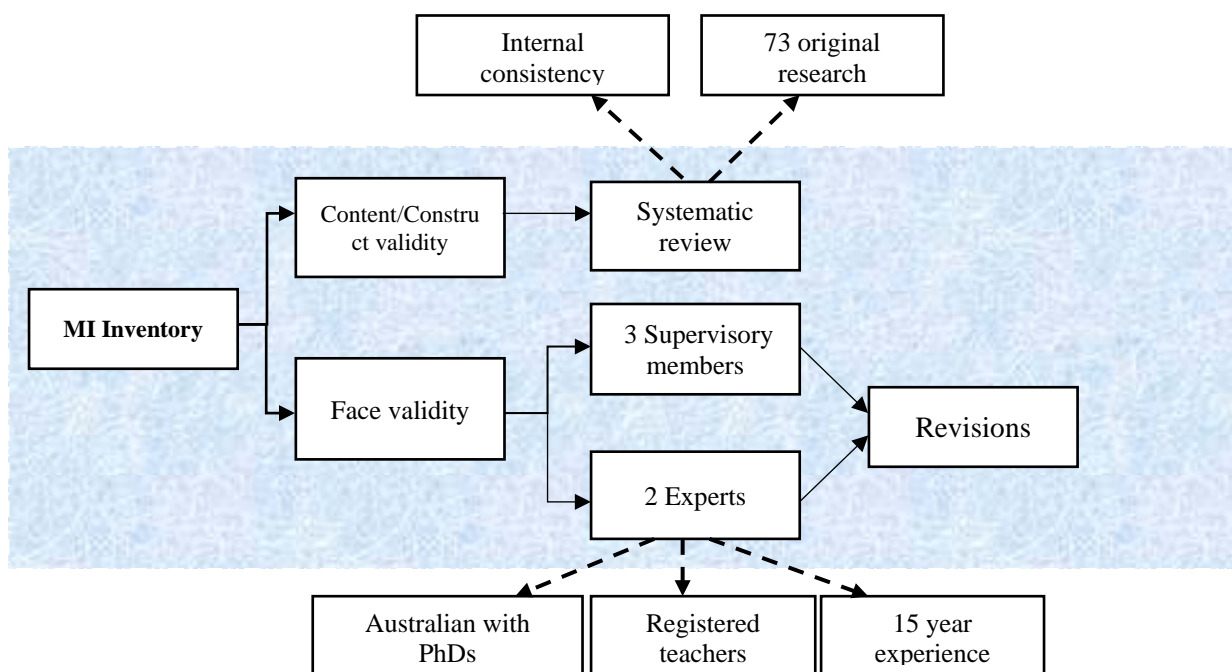 Internal
consistency
73 original
research
Content/Constru
ct validity
Systematic
review
MI Inventory
3 Supervisory
members
Face validity
Revisions
2 Experts
Australian with
PhDs
Registered
teachers
15 year
experience